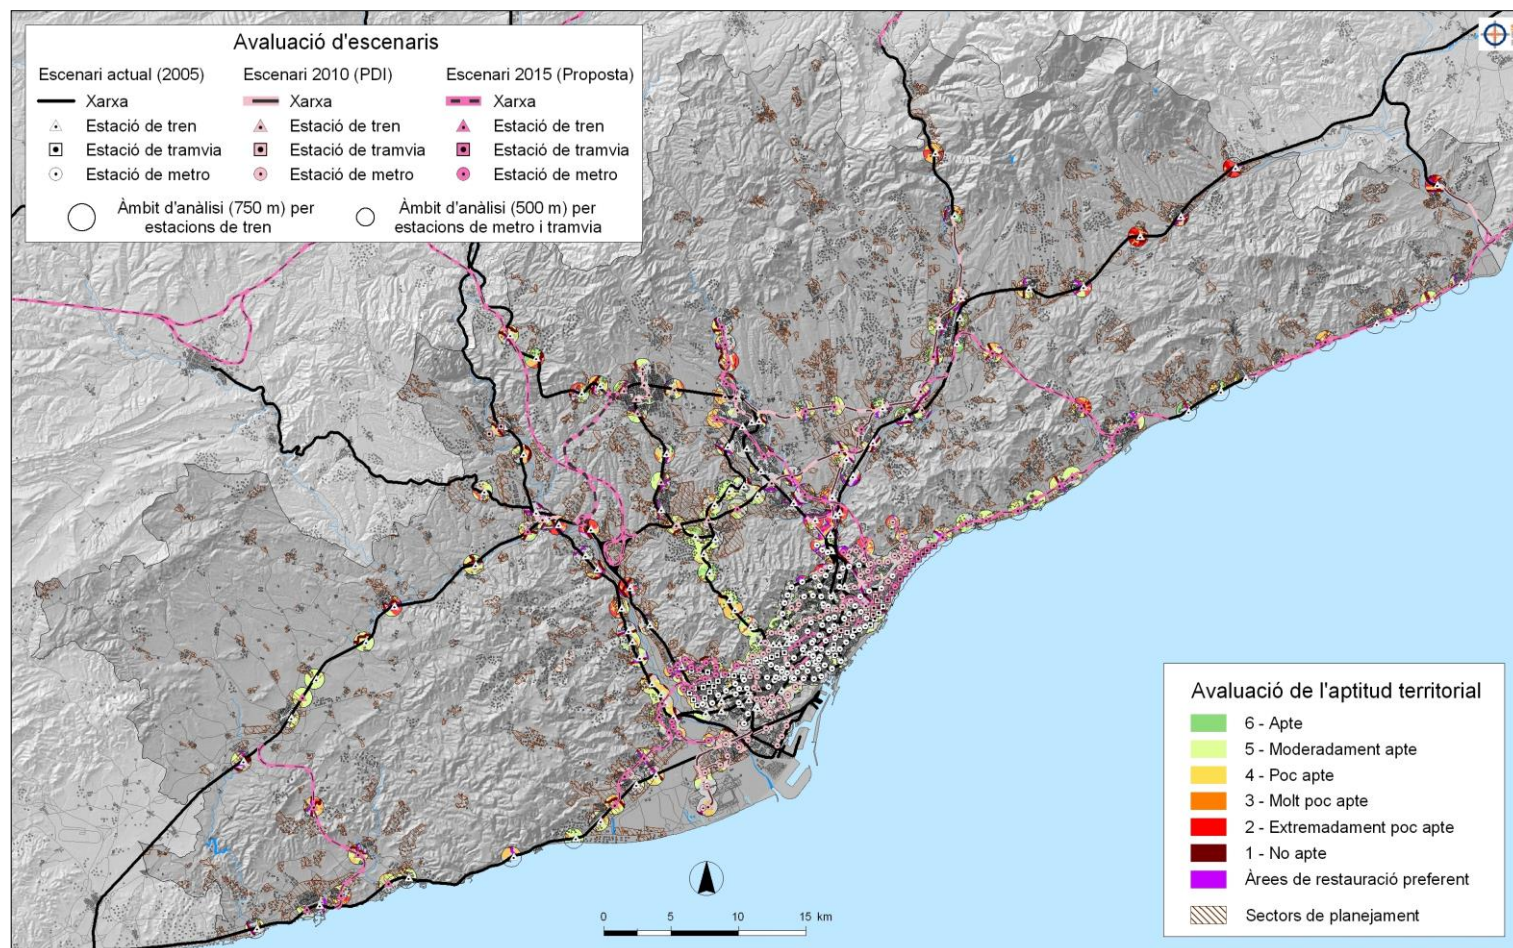 Avaluació d'escenaris
Escenari actual (2005) Escenari 2010 (PDI) Escenari 2015 (Proposta)
Xarxa Xarxa Xarxa
Estació de tren Estació de tren Estació de tren
Estació de tramvia Estació de tramvia Estació de tramvia
Estació de metro Estació de metro Estació de metro
Àmbit d'anàlisi (750 m) per
estacions de tren
Àmbit d'anàlisi (500 m) per
estacions de metro i tramvia
Avaluació de l'aptitud territorial
6 - Apte
5 - Moderadament apte
4 - Poc apte
3 - Molt poc apte
2 - Extremadament poc apte
1 - No apte
Àrees de restauració preferent
Sectors de planejament
0 5 10 15 km